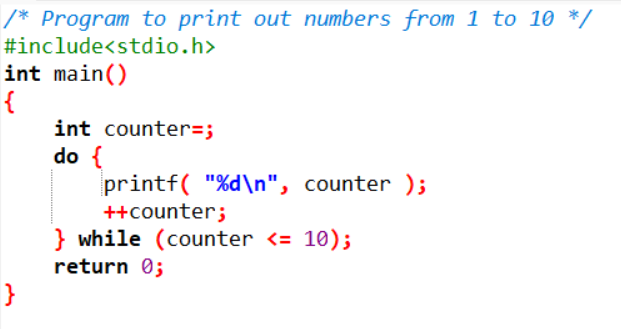 /* Program to print out numbers from 1 to 10 */
#include<stdio.h>
int main()
{
    int counter=;
    do {
        printf( "%d\n", counter );
        ++counter;
    } while (counter <= 10);
    return 0;
}